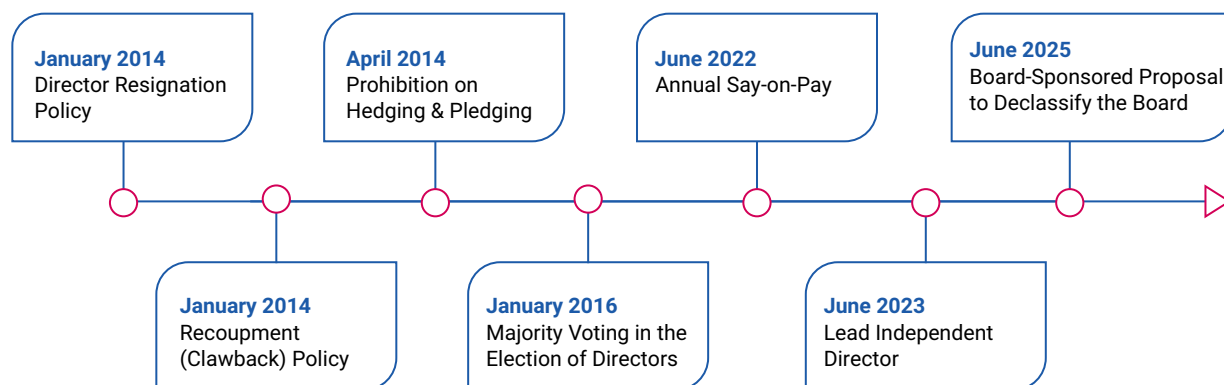 January 2014
Director Resignation
Policy
January 2014
Recoupment
(Clawback) Policy
April 2014
Prohibition on
Hedging & Pledging
January 2016
Majority Voting in the
Election of Directors
June 2022
Annual Say-on-Pay
June 2023
Lead Independent
Director
June 2025
Board-Sponsored Proposal
to Declassify the Board